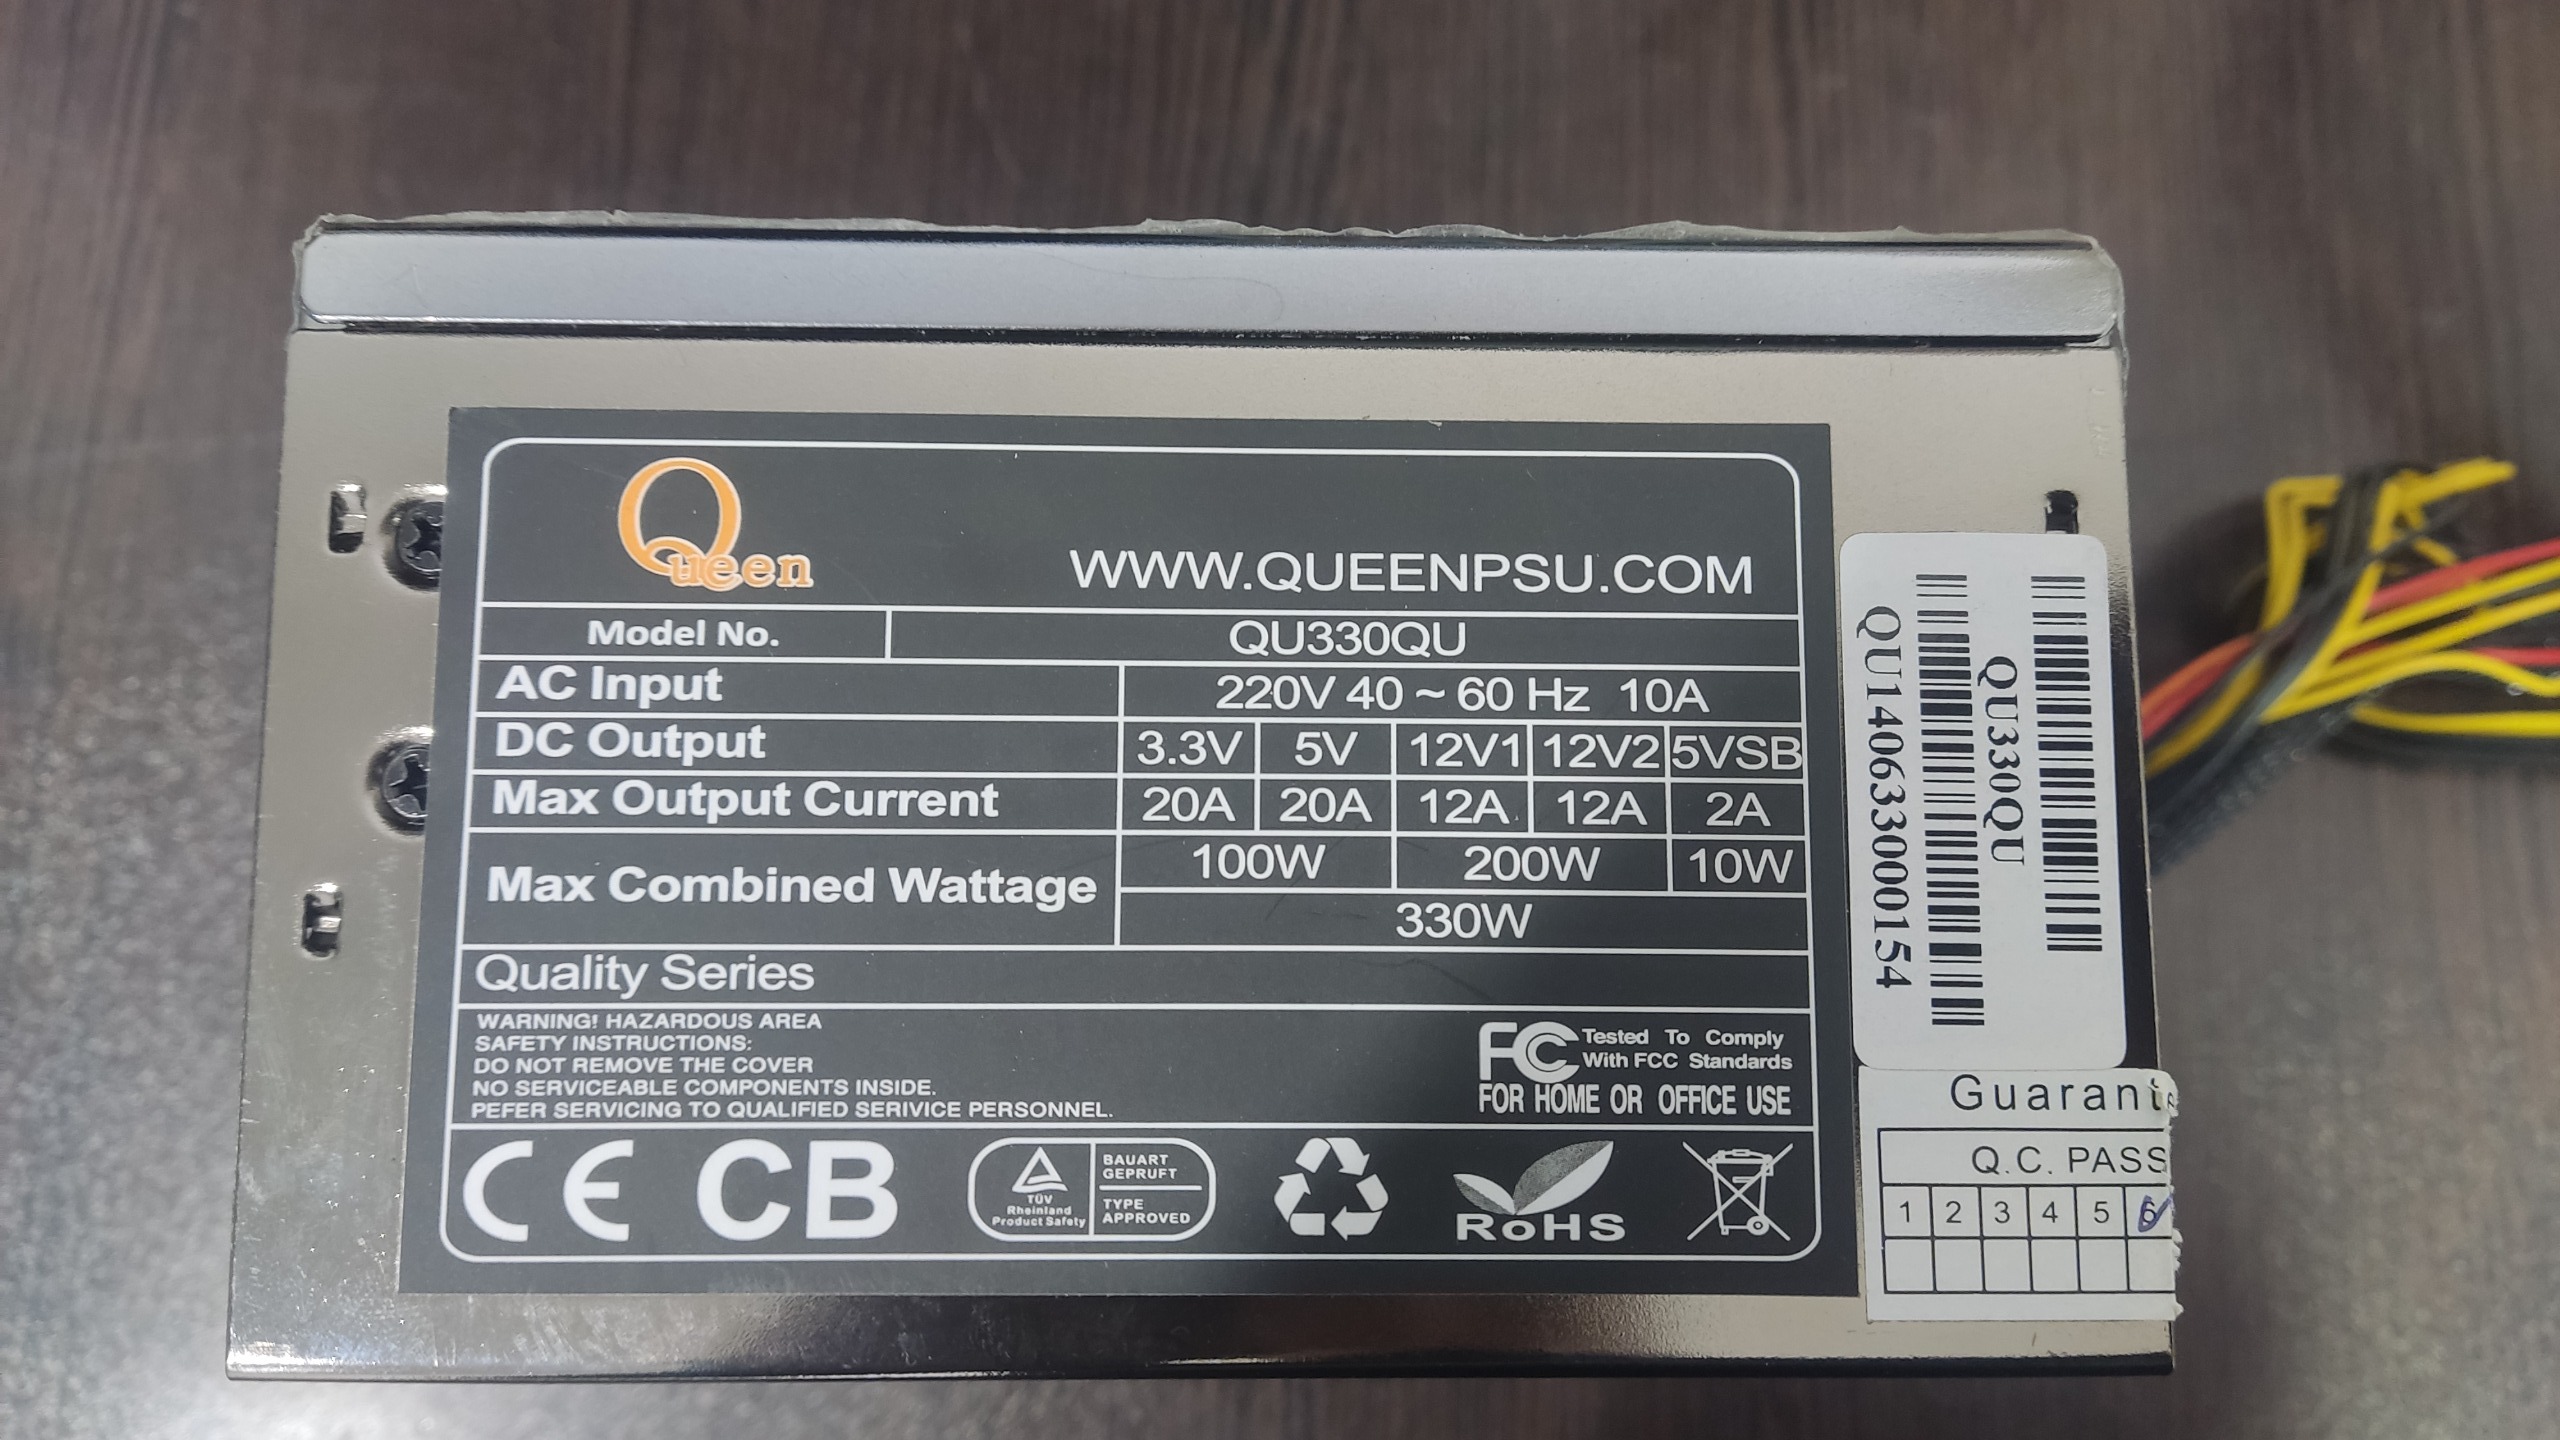 Queen
WWW.QUEENPSU.COM
Model No. QU330QU
AC Input 220V 40 ~ 60 Hz 10A
DC Output 3.3V 5V 12V1 12V2 5VSB
Max Output Current 20A 20A 12A 12A 2A
Max Combined Wattage 100W 200W 10W
330W
Quality Series
WARNING! HAZARDOUS AREA
SAFETY INSTRUCTIONS:
DO NOT REMOVE THE COVER
NO SERVICEABLE COMPONENTS INSIDE.
PEFER SERVICING TO QUALIFIED SERIVICE PERSONNEL.
FC Tested To Comply
With FCC Standards
FOR HOME OR OFFICE USE
CE CB
TÜV
Rheinland
Product Safety
BAUART
GEPRUFT
TYPE
APPROVED
RoHS
QU330QU
QU1406330000154
Guarant
Q.C. PASS
1 2 3 4 5 6